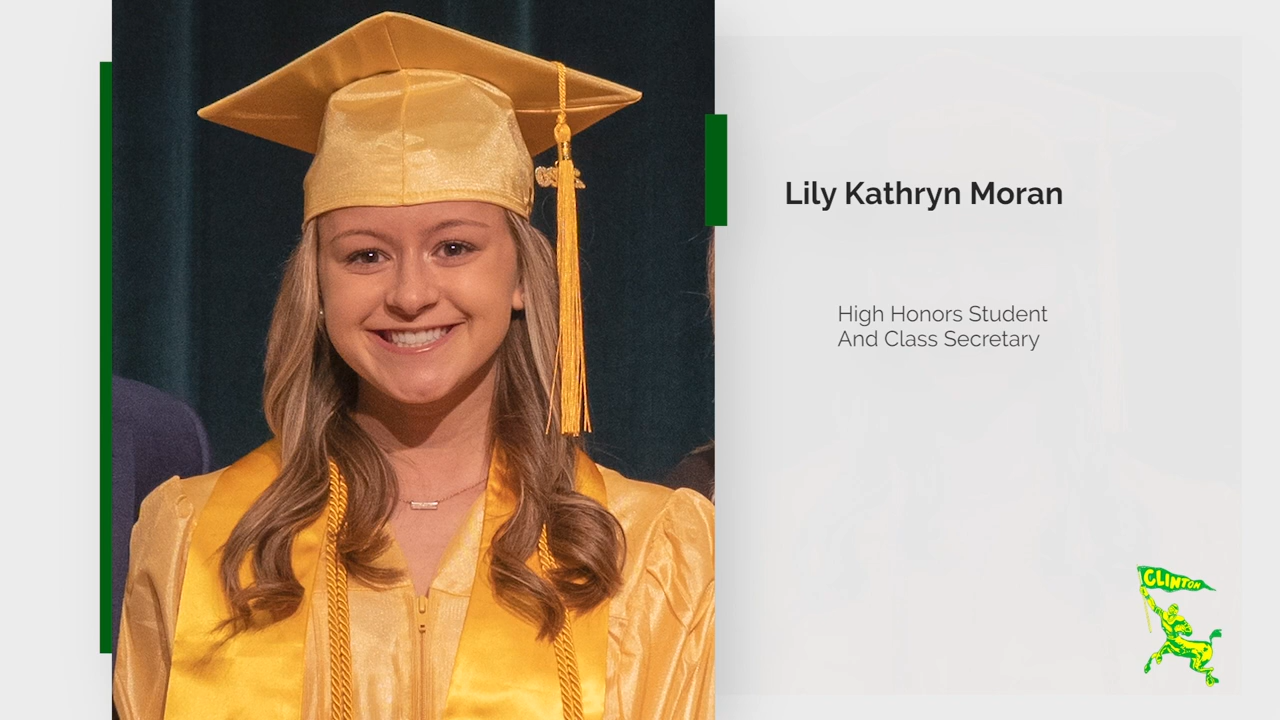 Lily Kathryn Moran
High Honors Student
And Class Secretary
CLINTON